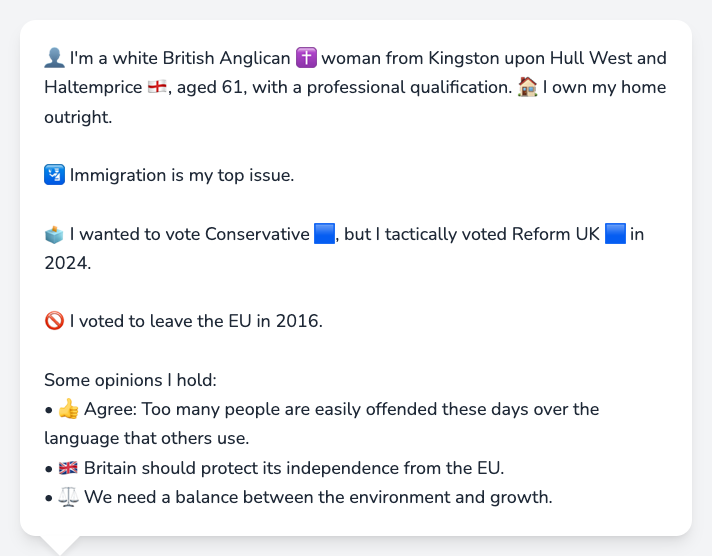 👤 I'm a white British Anglican ✝️ woman from Kingston upon Hull West and
Haltemprice 🏴󠁧󠁢󠁥󠁮󠁧󠁿, aged 61, with a professional qualification. 🏠 I own my home
outright.
🛂 Immigration is my top issue.
🗳️ I wanted to vote Conservative 🟦, but I tactically voted Reform UK 🟦 in
2024.
🚫 I voted to leave the EU in 2016.
Some opinions I hold:
• 👍 Agree: Too many people are easily offended these days over the
language that others use.
• 🇬🇧 Britain should protect its independence from the EU.
• ⚖️ We need a balance between the environment and growth.